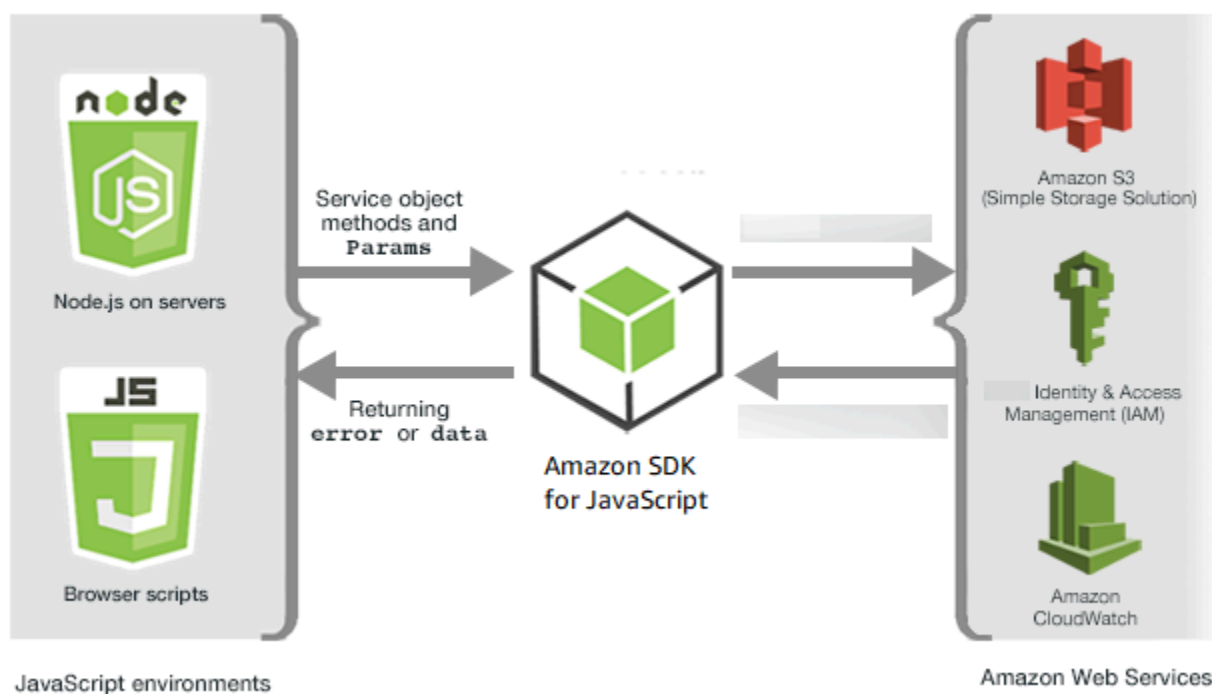 node
JS
Node.js on servers
JS
Browser scripts
JavaScript environments
Service object
methods and
Params
Returning
error or data
Amazon SDK
for JavaScript
Amazon S3
(Simple Storage Solution)
Identity & Access
Management (IAM)
Amazon
CloudWatch
Amazon Web Services